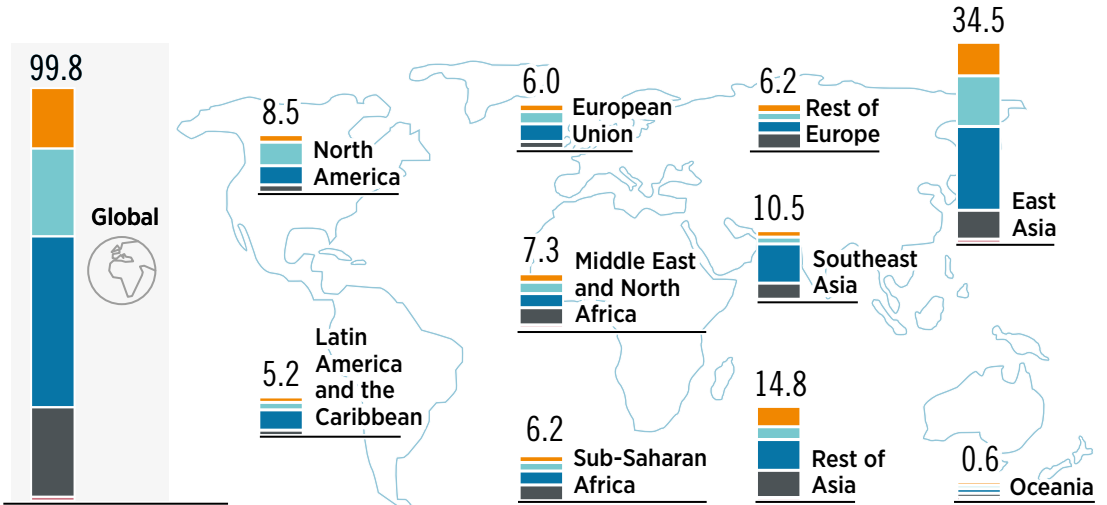 99.8
Global
8.5
North
America
5.2
Latin
America
and the
Caribbean
6.0
European
Union
7.3
Middle East
and North
Africa
6.2
Sub-Saharan
Africa
6.2
Rest of
Europe
10.5
Southeast
Asia
14.8
Rest of
Asia
34.5
East
Asia
0.6
Oceania